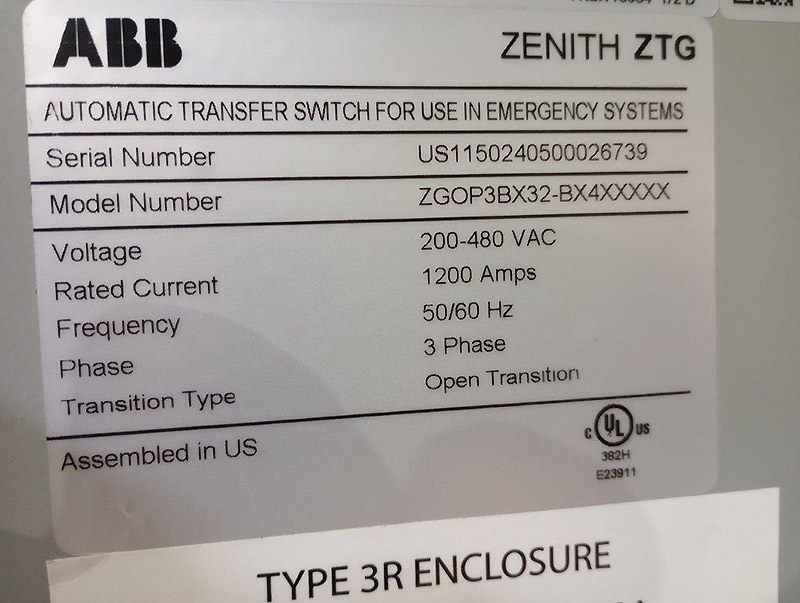 ABB ZENITH ZTG
AUTOMATIC TRANSFER SWITCH FOR USE IN EMERGENCY SYSTEMS
Serial Number US1150240500026739
Model Number ZGOP3BX32-BX4XXXXX
Voltage 200-480 VAC
Rated Current 1200 Amps
Frequency 50/60 Hz
Phase 3 Phase
Transition Type Open Transition
Assembled in US
C UL US
382H
E23911
TYPE 3R ENCLOSURE